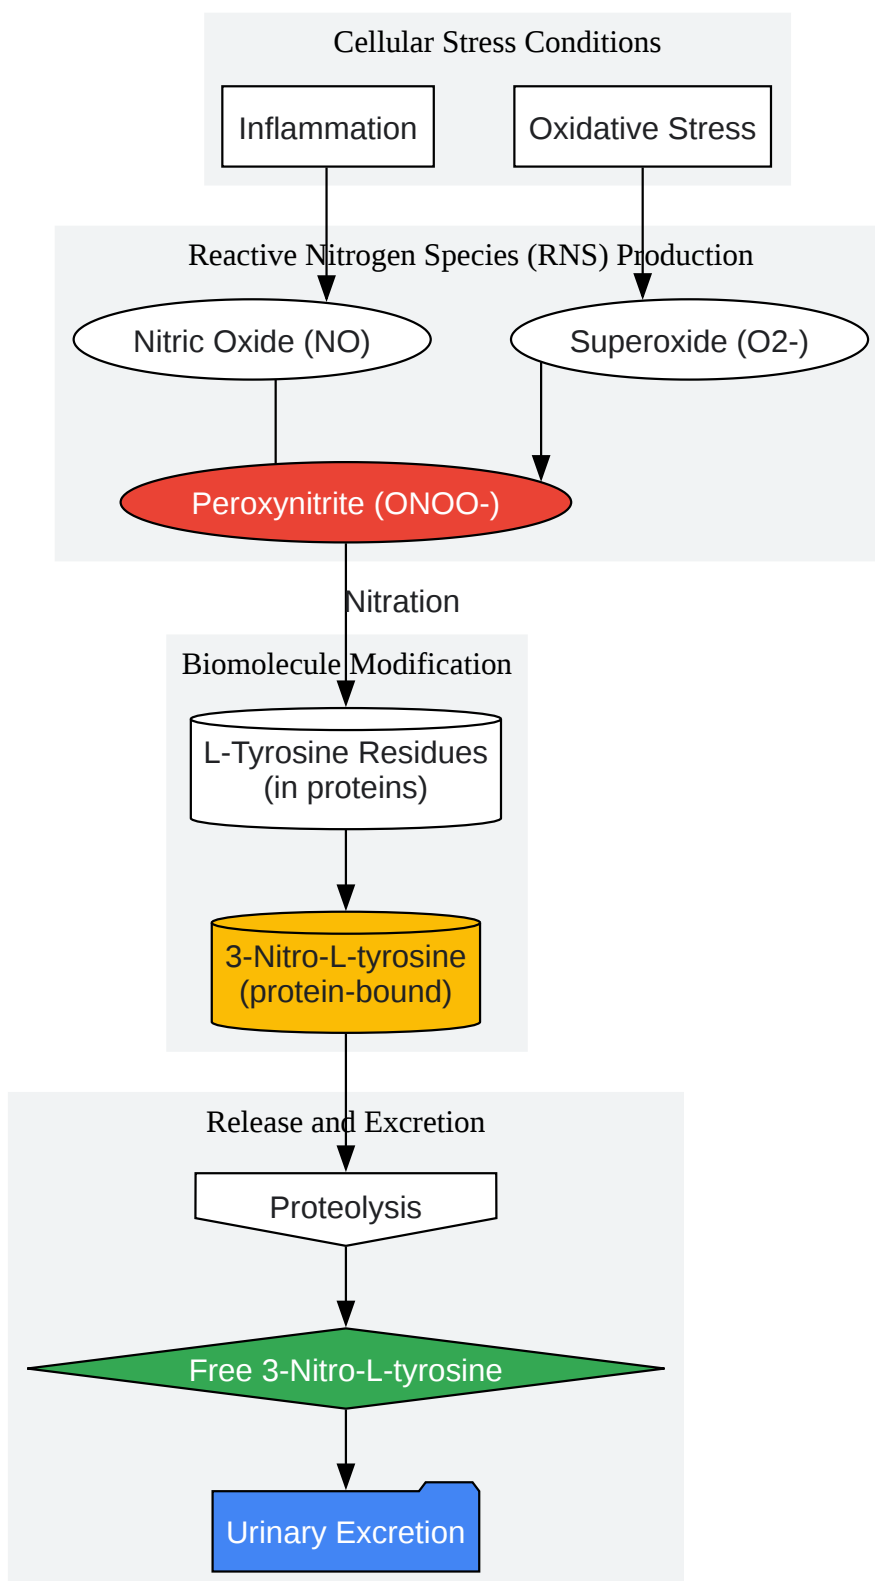 Cellular Stress Conditions
Inflammation
Oxidative Stress
Reactive Nitrogen Species (RNS) Production
Nitric Oxide (NO)
Superoxide (O2-)
Peroxynitrite (ONOO-)
Nitration
Biomolecule Modification
L-Tyrosine Residues
(in proteins)
3-Nitro-L-tyrosine
(protein-bound)
Release and Excretion
Proteolysis
Free 3-Nitro-L-tyrosine
Urinary Excretion